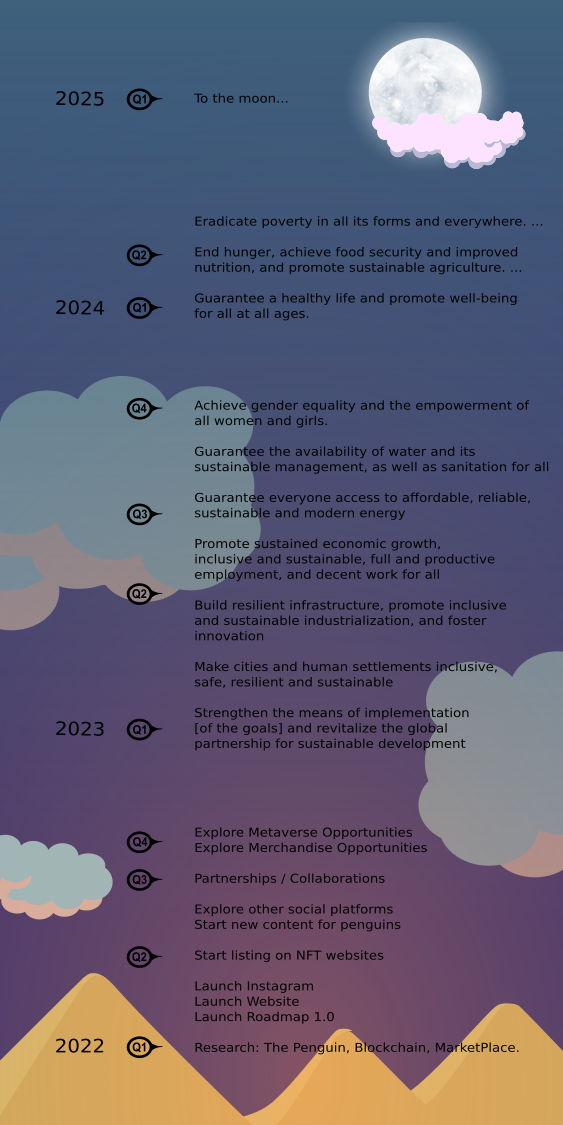 2025 Q1 To the moon...
Eradicate poverty in all its forms and everywhere. ...
Q2 End hunger, achieve food security and improved
nutrition, and promote sustainable agriculture. ...
2024 Q1 Guarantee a healthy life and promote well-being
for all at all ages.
Q4 Achieve gender equality and the empowerment of
all women and girls.
Guarantee the availability of water and its
sustainable management, as well as sanitation for all
Guarantee everyone access to affordable, reliable,
Q3 sustainable and modern energy
Promote sustained economic growth,
inclusive and sustainable, full and productive
employment, and decent work for all
Q2
Build resilient infrastructure, promote inclusive
and sustainable industrialization, and foster
innovation
Make cities and human settlements inclusive,
safe, resilient and sustainable
Strengthen the means of implementation
2023 Q1 [of the goals] and revitalize the global
partnership for sustainable development
Explore Metaverse Opportunities
Q4 Explore Merchandise Opportunities
Q3 Partnerships / Collaborations
Explore other social platforms
Start new content for penguins
Q2 Start listing on NFT websites
Launch Instagram
Launch Website
Launch Roadmap 1.0
2022 Q1 Research: The Penguin, Blockchain, MarketPlace.